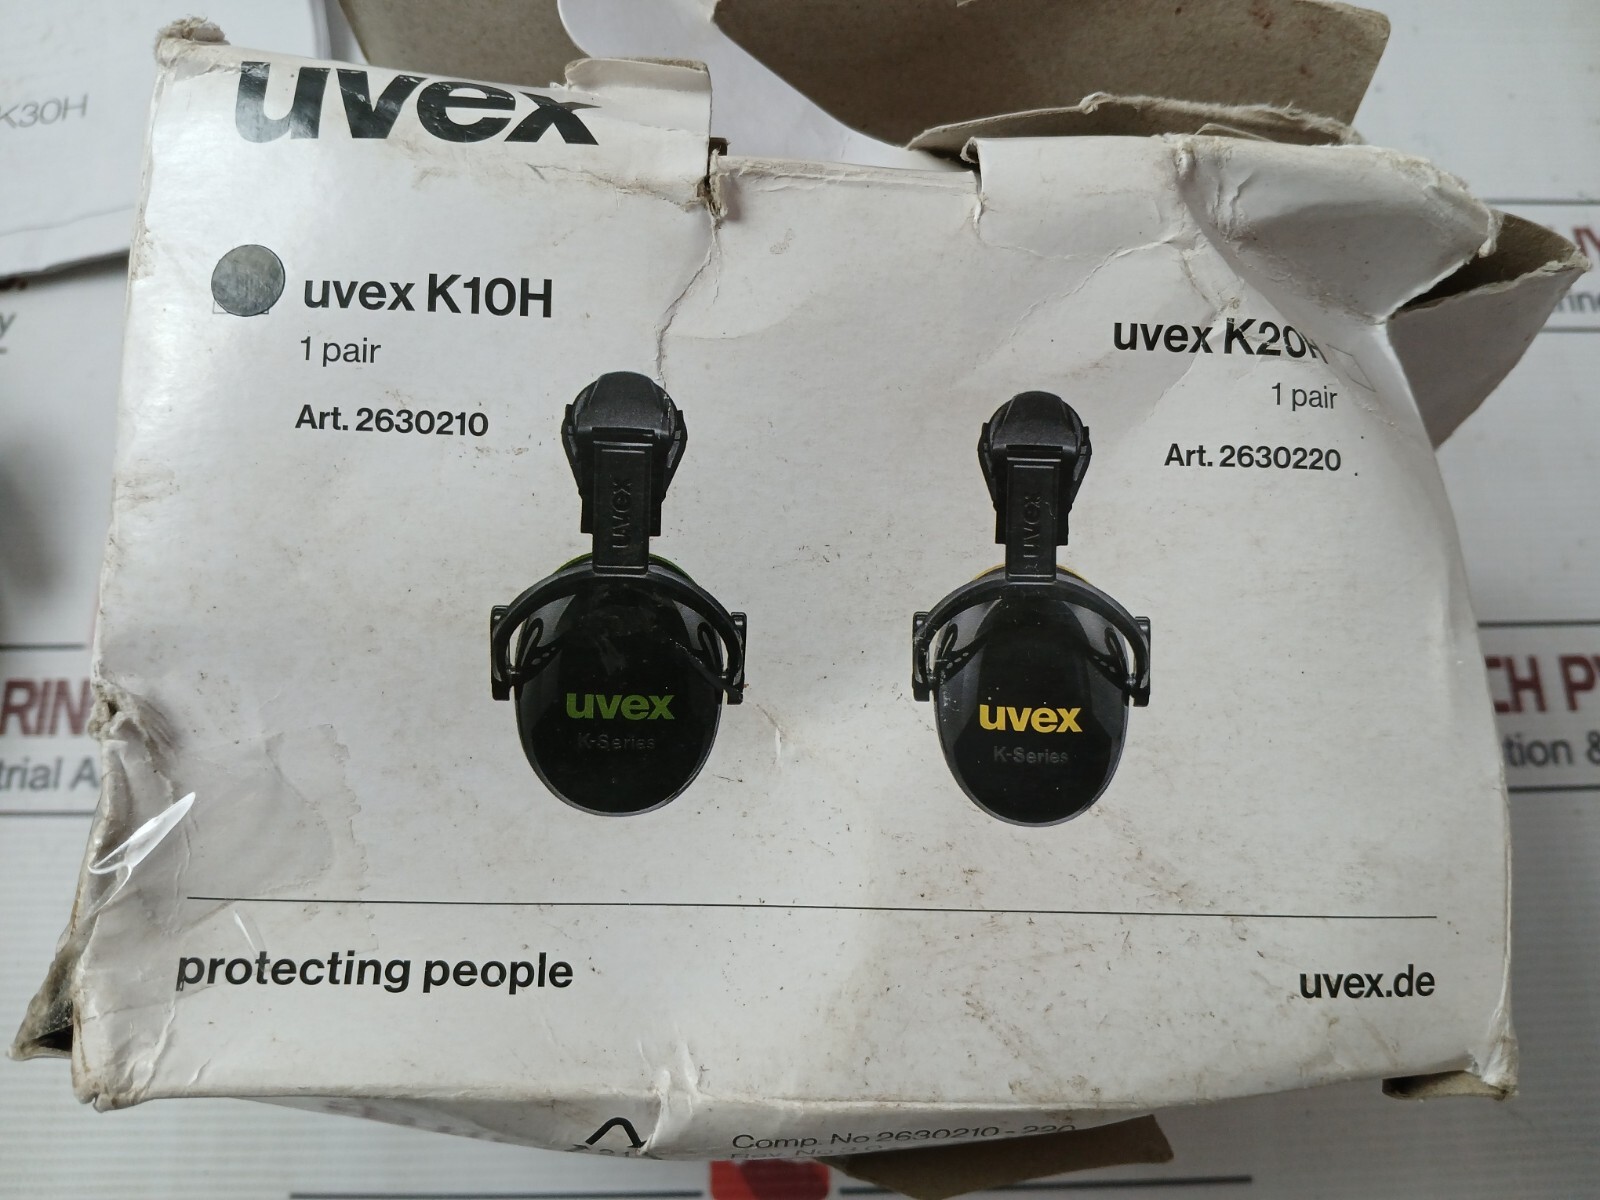 uvex
K30H
uvex K10H
1 pair
Art. 2630210
uvex K20H
1 pair
Art. 2630220
uvex
uvex
uvex
K-Series
uvex
K-Series
protecting people
uvex.de
Comp. No 2630210 - 220